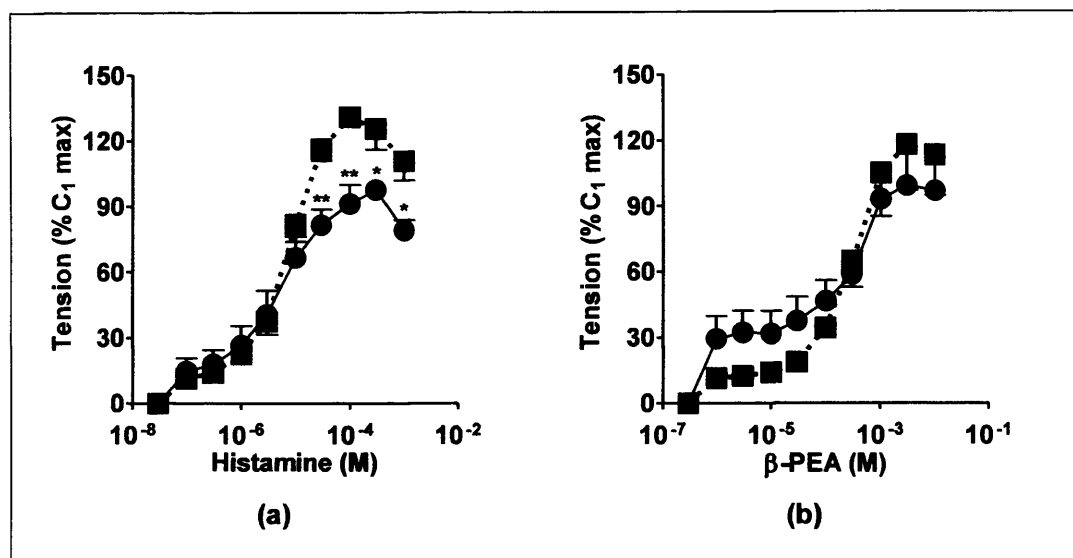 150
120
90
60
30
0
Tension (%C₁ max)
** ** * *
10⁻⁸ 10⁻⁶ 10⁻⁴ 10⁻²
Histamine (M)
(a)
150
120
90
60
30
0
Tension (%C₁ max)
10⁻⁷ 10⁻⁵ 10⁻³ 10⁻¹
β-PEA (M)
(b)